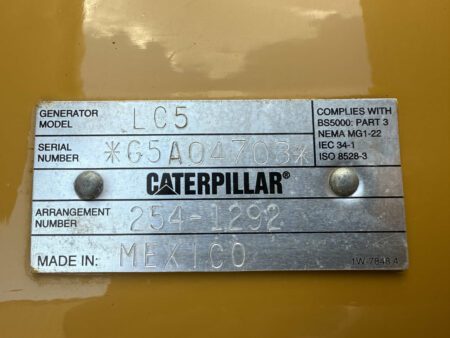 GENERATOR MODEL LC5
SERIAL NUMBER *G5A04703*
CATERPILLAR®
ARRANGEMENT NUMBER 254-1292
MADE IN: MEXICO
COMPLIES WITH
BS5000: PART 3
NEMA MG1-22
IEC 34-1
ISO 8528-3
1W-7848 4